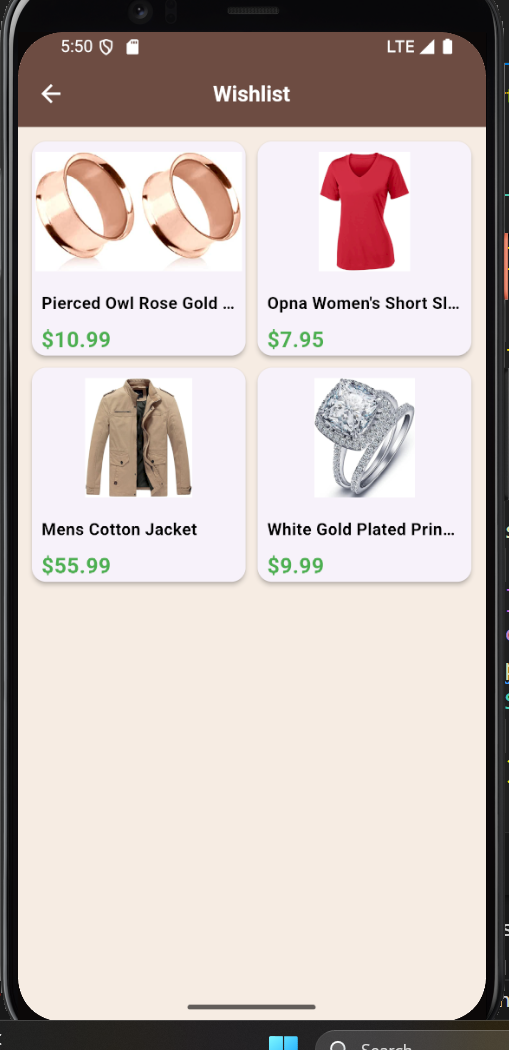 5:50
LTE
Wishlist
Pierced Owl Rose Gold ...
Opna Women's Short Sl...
$10.99
$7.95
Mens Cotton Jacket
White Gold Plated Prin...
$55.99
$9.99
Search